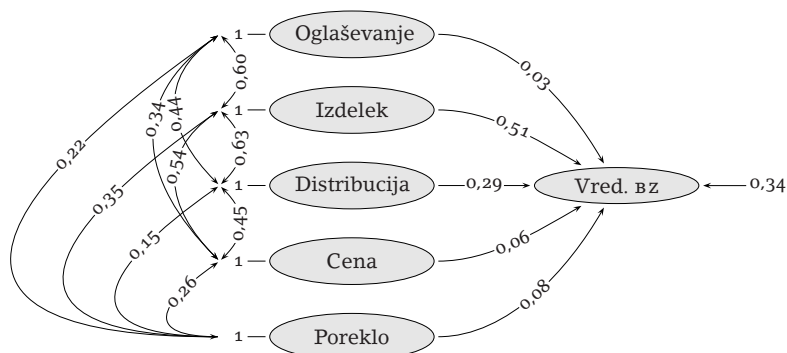 1 Oglaševanje
0,60 0,03
0,34 0,44
1 Izdelek
0,51
0,22 0,54 0,63
0,35 1 Distribucija 0,29 Vred. BZ 0,34
0,15 0,45
0,06
1 Cena
0,26 0,08
1 Poreklo